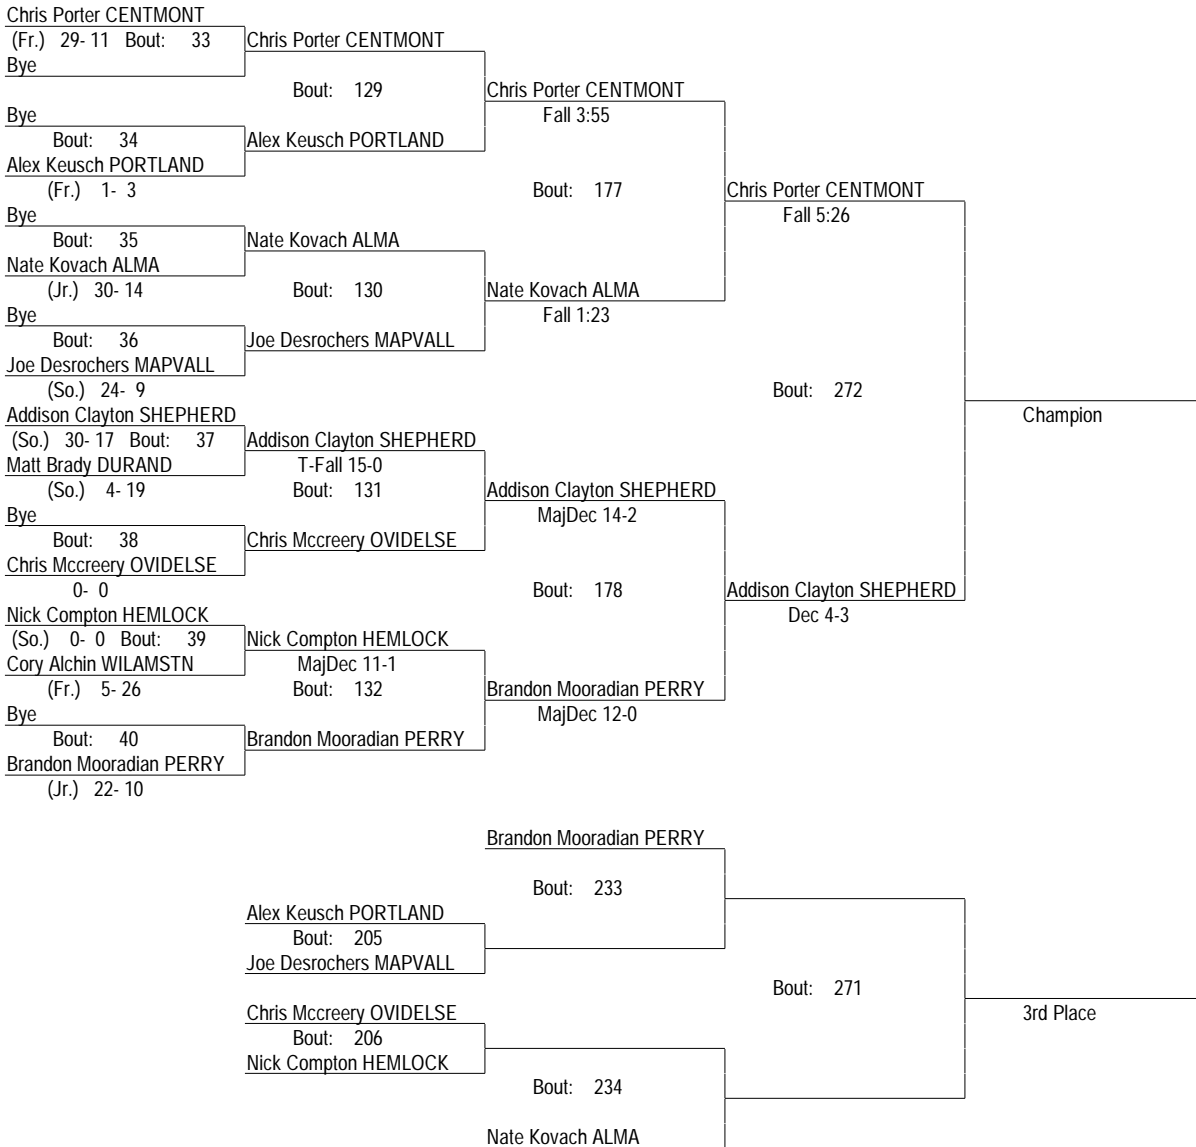 Chris Porter CENTMONT
(Fr.) 29- 11 Bout: 33 Chris Porter CENTMONT
Bye
Bout: 129 Chris Porter CENTMONT
Bye Fall 3:55
Bout: 34 Alex Keusch PORTLAND
Alex Keusch PORTLAND
(Fr.) 1- 3 Bout: 177 Chris Porter CENTMONT
Bye Fall 5:26
Bout: 35 Nate Kovach ALMA
Nate Kovach ALMA
(Jr.) 30- 14 Bout: 130 Nate Kovach ALMA
Bye Fall 1:23
Bout: 36 Joe Desrochers MAPVALL
Joe Desrochers MAPVALL
(So.) 24- 9 Bout: 272
Addison Clayton SHEPHERD Champion
(So.) 30- 17 Bout: 37 Addison Clayton SHEPHERD
Matt Brady DURAND T-Fall 15-0
(So.) 4- 19 Bout: 131 Addison Clayton SHEPHERD
Bye MajDec 14-2
Bout: 38 Chris Mccreery OVIDELSE
Chris Mccreery OVIDELSE
0- 0 Bout: 178 Addison Clayton SHEPHERD
Nick Compton HEMLOCK Dec 4-3
(So.) 0- 0 Bout: 39 Nick Compton HEMLOCK
Cory Alchin WILAMSTN MajDec 11-1
(Fr.) 5- 26 Bout: 132 Brandon Mooradian PERRY
Bye MajDec 12-0
Bout: 40 Brandon Mooradian PERRY
Brandon Mooradian PERRY
(Jr.) 22- 10
Brandon Mooradian PERRY
Bout: 233
Alex Keusch PORTLAND
Bout: 205
Joe Desrochers MAPVALL
Bout: 271
Chris Mccreery OVIDELSE 3rd Place
Bout: 206
Nick Compton HEMLOCK
Bout: 234
Nate Kovach ALMA